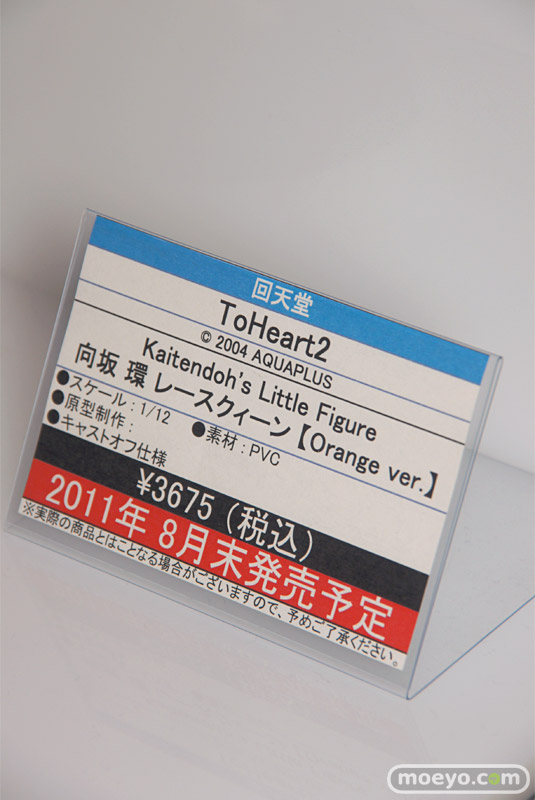 回天堂
ToHeart2
© 2004 AQUAPLUS
Kaitendoh's Little Figure
向坂 環 レースクィーン【Orange ver.】
●スケール：1/12 ●素材：PVC
●原型制作：
●キャストオフ仕様
¥3675（税込）
2011年 8月末発売予定
※実際の商品とはことなる場合がございますので、予めご了承ください。
moeyo.com